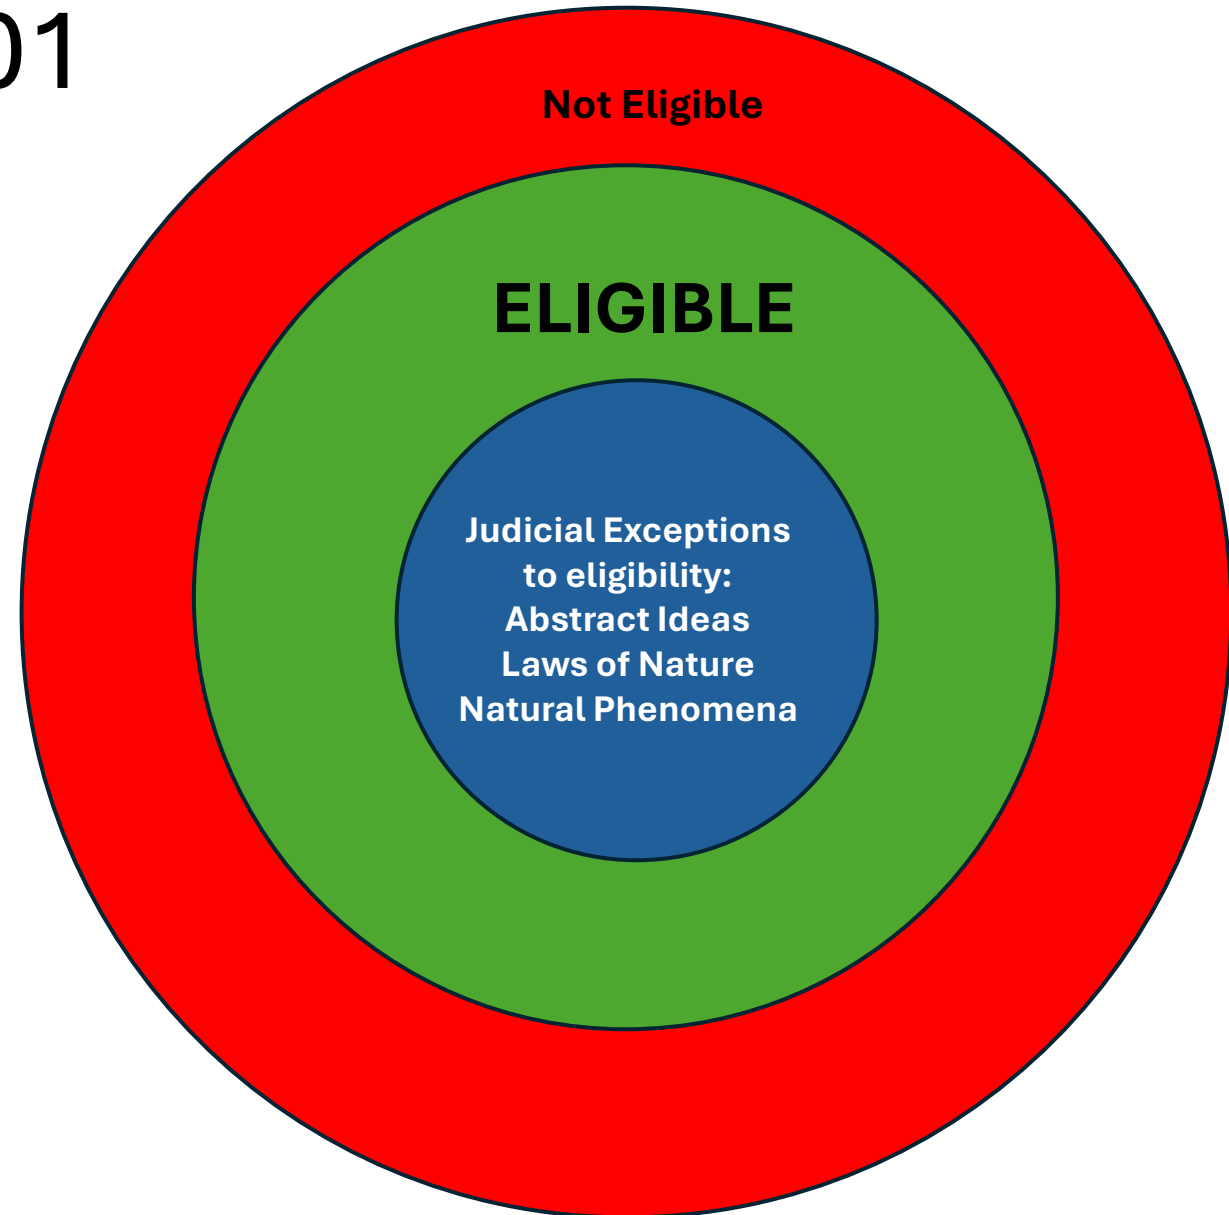 01
Not Eligible
ELIGIBLE
Judicial Exceptions
to eligibility:
Abstract Ideas
Laws of Nature
Natural Phenomena